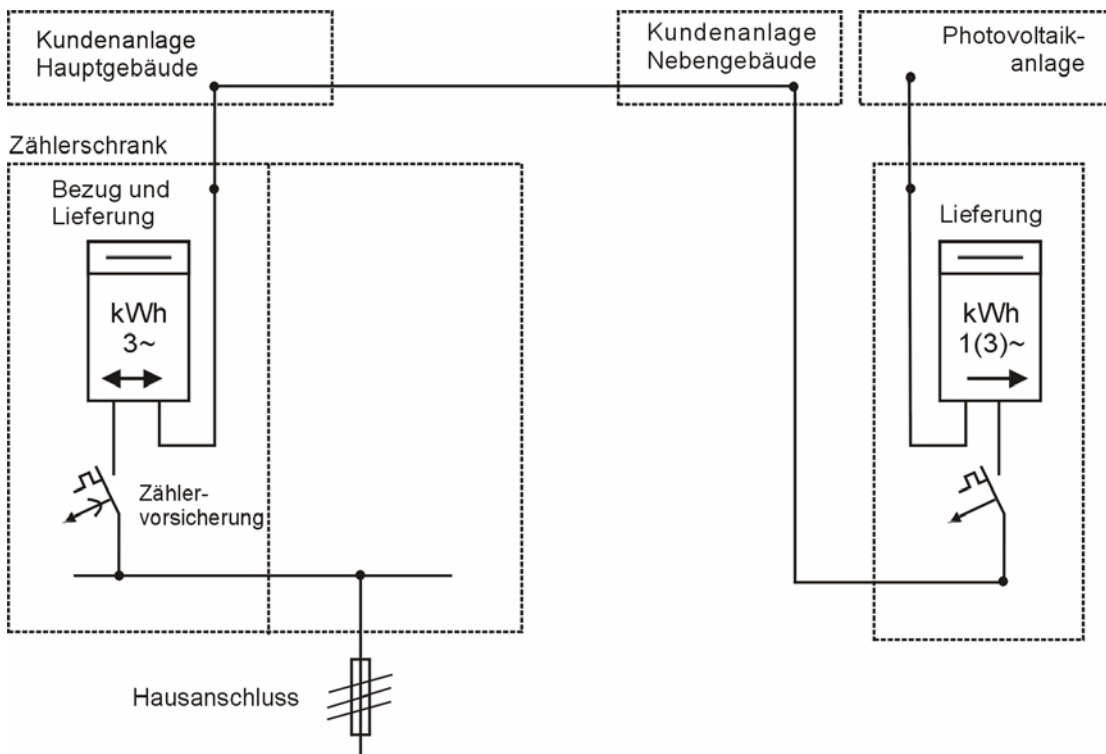 Kundenanlage
Hauptgebäude
Kundenanlage
Nebengebäude
Photovoltaik-
anlage
Zählerschrank
Bezug und
Lieferung
kWh
3~
Zähler-
vorsicherung
Lieferung
kWh
1(3)~
Hausanschluss